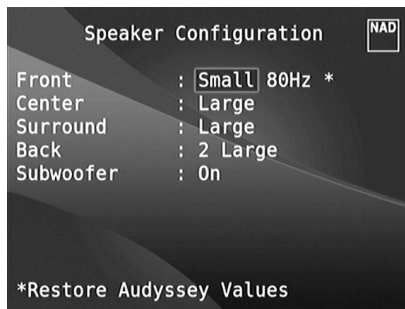 Speaker Configuration
NAD
Front : Small 80Hz *
Center : Large
Surround : Large
Back : 2 Large
Subwoofer : On
*Restore Audyssey Values